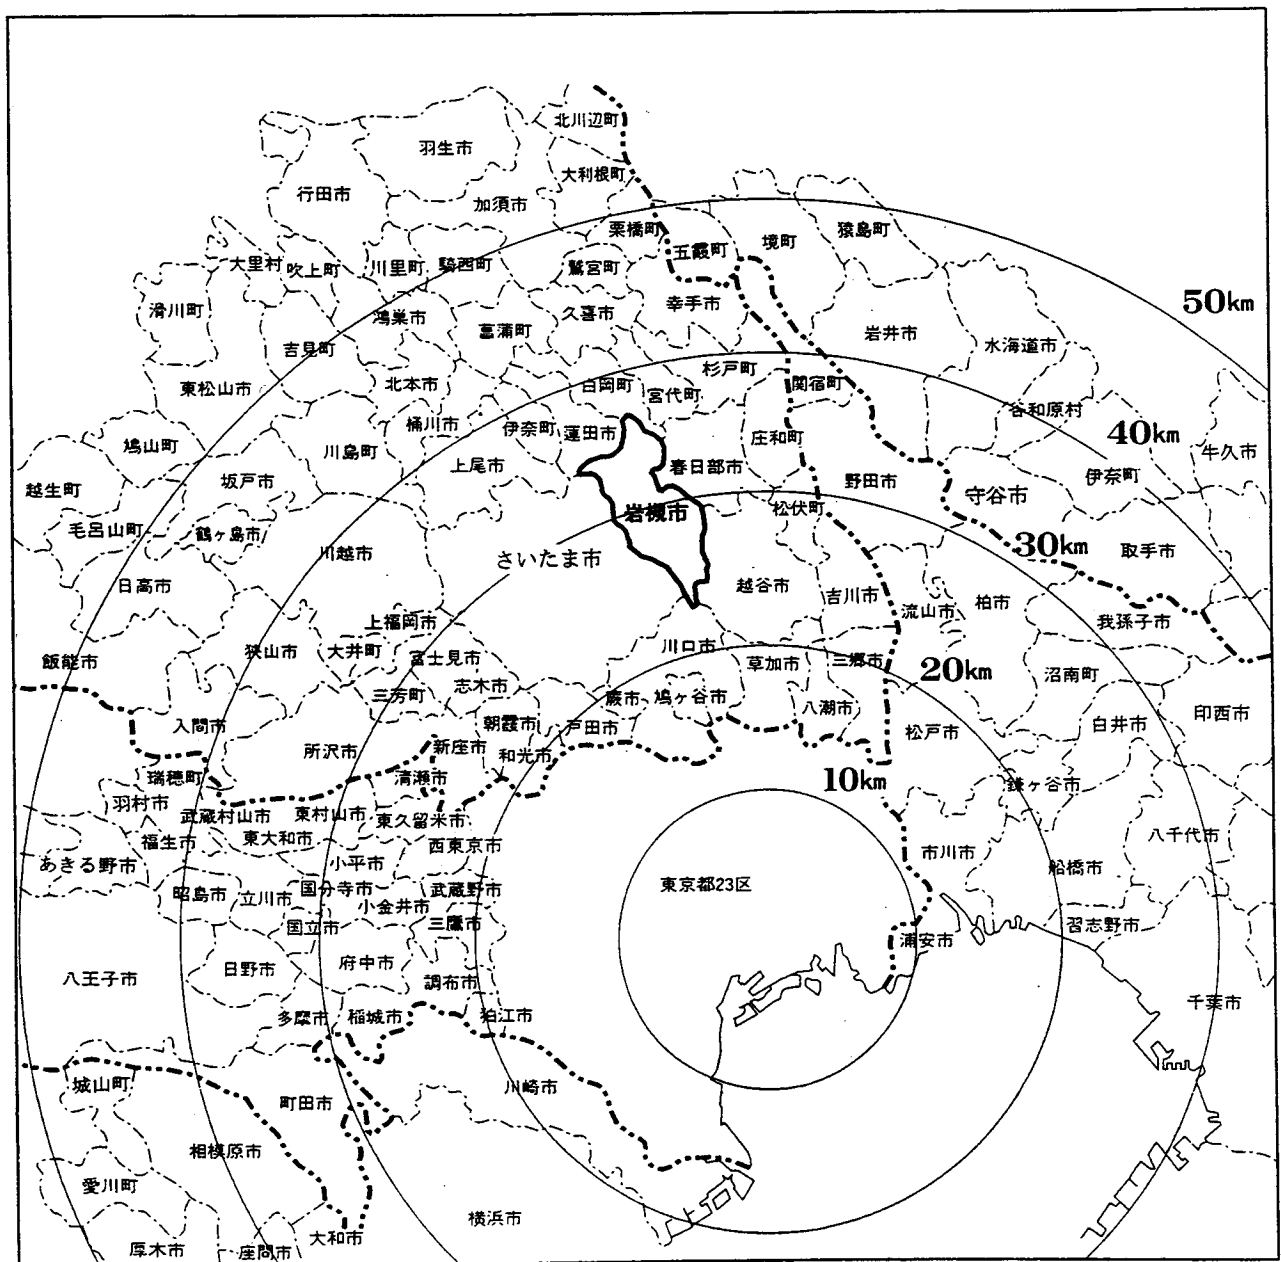 北川辺町
羽生市
大利根町
行田市
加須市
栗橋町
猿島町
境町
五霞町
大里村
吹上町
川里町
騎西町
鷲宮町
50km
滑川町
鴻巣市
菖蒲町
久喜市
幸手市
岩井市
水海道市
吉見町
東松山市
北本市
白岡町
宮代町
杉戸町
関宿町
谷和原村
桶川市
伊奈町
蓮田市
庄和町
40km
牛久市
鳩山町
川島町
上尾市
春日部市
野田市
伊奈町
越生町
坂戸市
守谷市
毛呂山町
鶴ヶ島市
岩槻市
松伏町
川越市
さいたま市
30km
取手市
日高市
越谷市
吉川市
流山市
柏市
我孫子市
上福岡市
飯能市
狭山市
大井町
富士見市
川口市
草加市
三郷市
20km
沼南町
三芳町
志木市
蕨市
鳩ヶ谷市
八潮市
入間市
朝霞市
戸田市
松戸市
白井市
印西市
所沢市
新座市
和光市
瑞穂町
清瀬市
10km
鎌ヶ谷市
羽村市
武蔵村山市
東村山市
東久留米市
福生市
東大和市
西東京市
八千代市
あきる野市
小平市
市川市
船橋市
昭島市
立川市
国分寺市
武蔵野市
東京都23区
小金井市
国立市
三鷹市
習志野市
浦安市
八王子市
日野市
府中市
調布市
千葉市
多摩市
稲城市
狛江市
城山町
川崎市
町田市
相模原市
愛川町
横浜市
大和市
厚木市
座間市